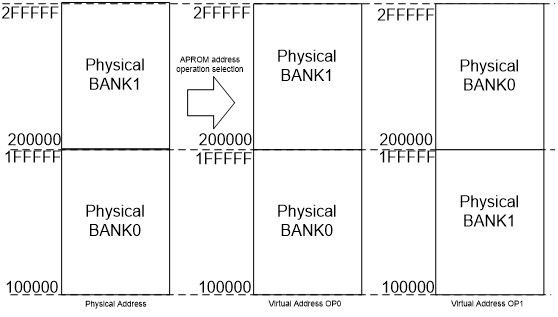 2FFFFF
2FFFFF
2FFFFF
Physical
BANK1
APROM address
operation selection
Physical
BANK1
Physical
BANK0
200000
200000
200000
1FFFFF
1FFFFF
1FFFFF
Physical
BANK0
Physical
BANK0
Physical
BANK1
100000
100000
100000
Physical Address
Virtual Address OP0
Virtual Address OP1